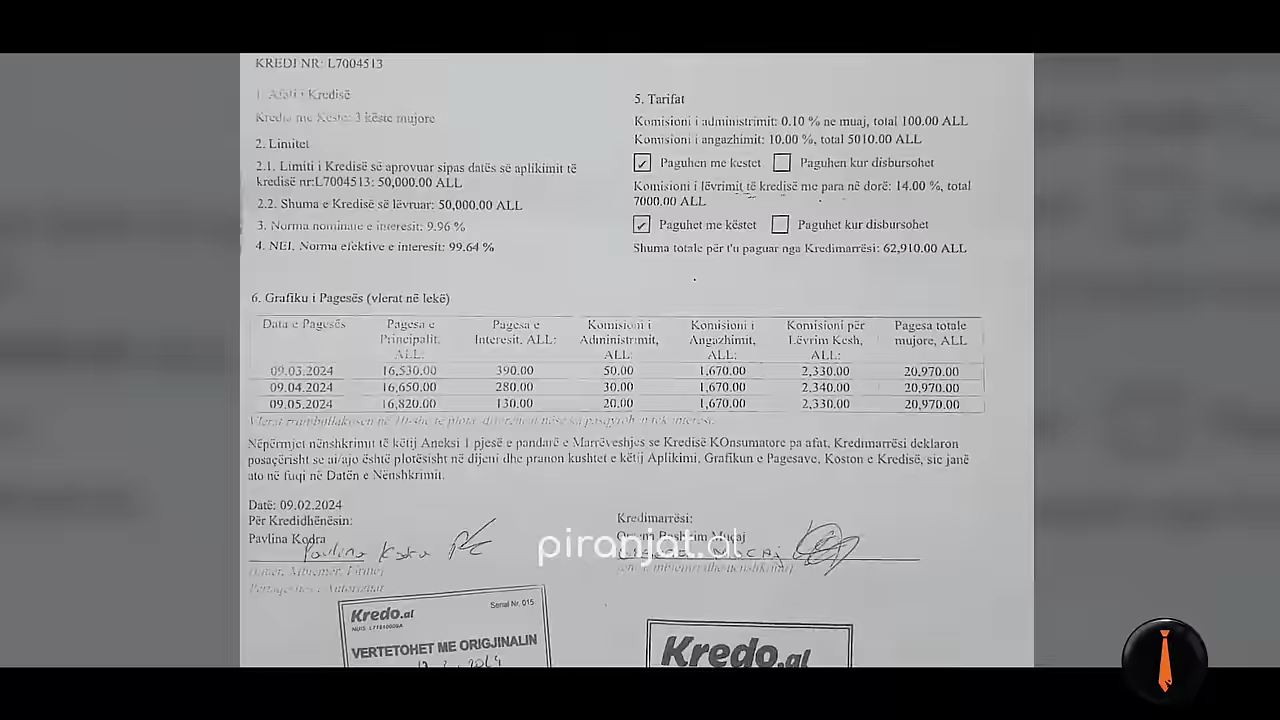 KREDI NR: L7004513
1. Afati i Kredisë
Kredia me Keste: 3 këste mujore
2. Limitet
2.1. Limiti i Kredisë së aprovuar sipas datës së aplikimit të
kredisë nr:L7004513: 50,000.00 ALL
2.2. Shuma e Kredisë së lëvruar: 50,000.00 ALL
3. Norma nominale e interesit: 9.96 %
4. NEI. Norma efektive e interesit: 99.64 %
5. Tarifat
Komisioni i administrimit: 0.10 % ne muaj, total 100.00 ALL
Komisioni i angazhimit: 10.00 %, total 5010.00 ALL
Paguhen me kestet Paguhen kur disbursohet
Komisioni i lëvrimit të kredisë me para në dorë: 14.00 %, total
7000.00 ALL
Paguhet me këstet Paguhet kur disbursohet
Shuma totale për t'u paguar nga Kredimarrësi: 62,910.00 ALL
6. Grafiku i Pagesës (vlerat në lekë)
Data e Pagesës Pagesa e Principalit, ALL: Pagesa e Interesit, ALL: Komisioni i Administrimit, ALL: Komisioni i Angazhimit, ALL: Komisioni për Lëvrim Kesh, ALL: Pagesa totale mujore, ALL
09.03.2024 16,530.00 390.00 50.00 1,670.00 2,330.00 20,970.00
09.04.2024 16,650.00 280.00 30.00 1,670.00 2,340.00 20,970.00
09.05.2024 16,820.00 130.00 20.00 1,670.00 2,330.00 20,970.00
Nëpërmjet nënshkrimit të këtij Aneksi 1 pjesë e pandarë e Marrëveshjes se Kredisë KOnsumatore pa afat, Kredimarrësi deklaron
posaçërisht se ai/ajo është plotësisht në dijeni dhe pranon kushtet e këtij Aplikimi, Grafikun e Pagesave, Koston e Kredisë, sic janë
ato në fuqi në Datën e Nënshkrimit.
Datë: 09.02.2024
Për Kredidhënësin:
Pavlina Kodra
Pavlina Kodra
Kredimarrësi:
Mucaj
piranjat.al
Kredo.al
Serial Nr. 015
VERTETOHET ME ORIGJINALIN
Kredo.al